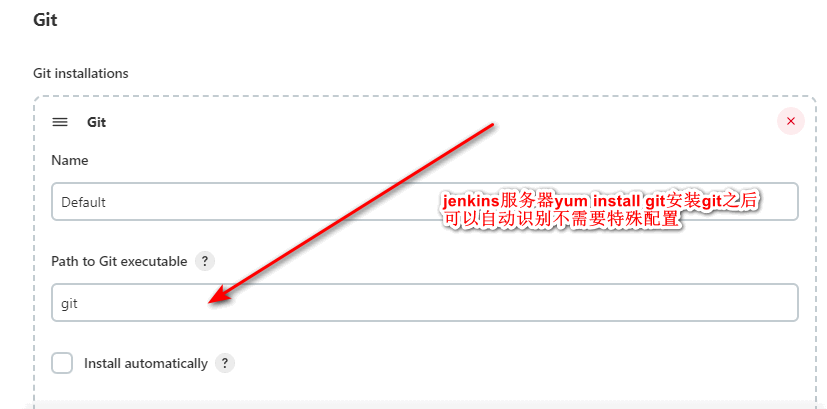 Git
Git installations
Git
Name
Default
jenkins服务器yum install git安装git之后
可以自动识别不需要特殊配置
Path to Git executable ?
git
Install automatically ?